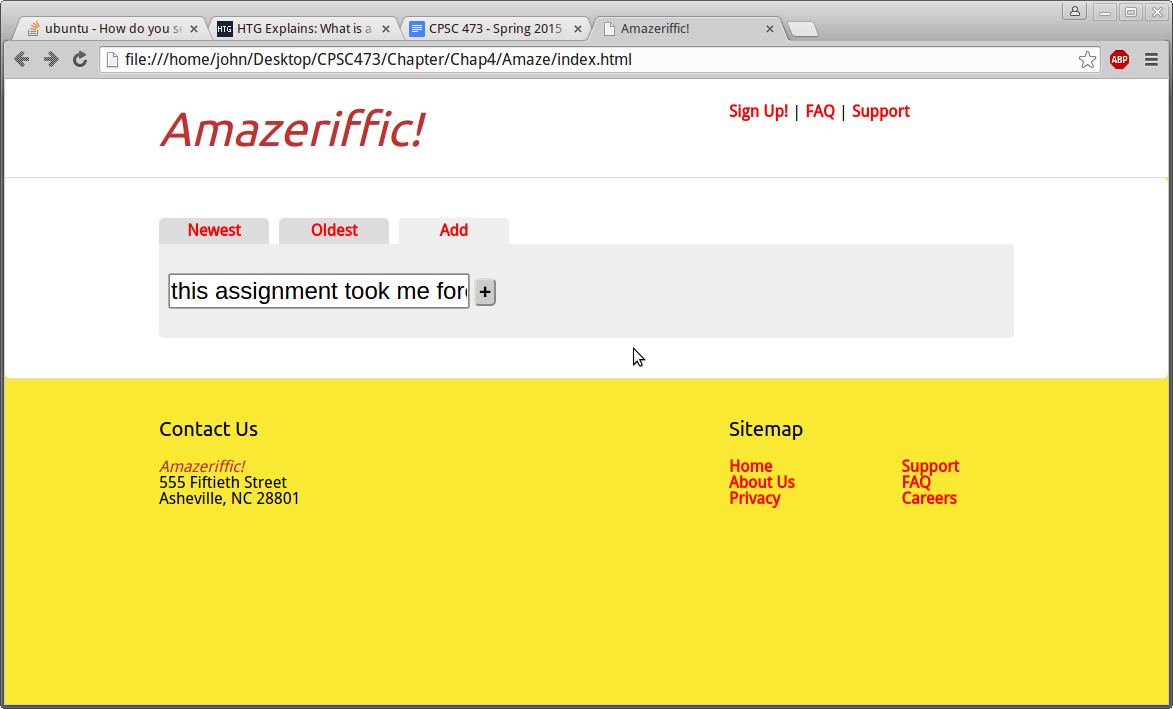 ubuntu - How do you s
HTG Explains: What is a
CPSC 473 - Spring 2015
Amazeriffic!
file:///home/john/Desktop/CPSC473/Chapter/Chap4/Amaze/index.html
ABP
Amazeriffic!
Sign Up! | FAQ | Support
Newest Oldest Add
this assignment took me for
+
Contact Us
Amazeriffic!
555 Fiftieth Street
Asheville, NC 28801
Sitemap
Home Support
About Us FAQ
Privacy Careers